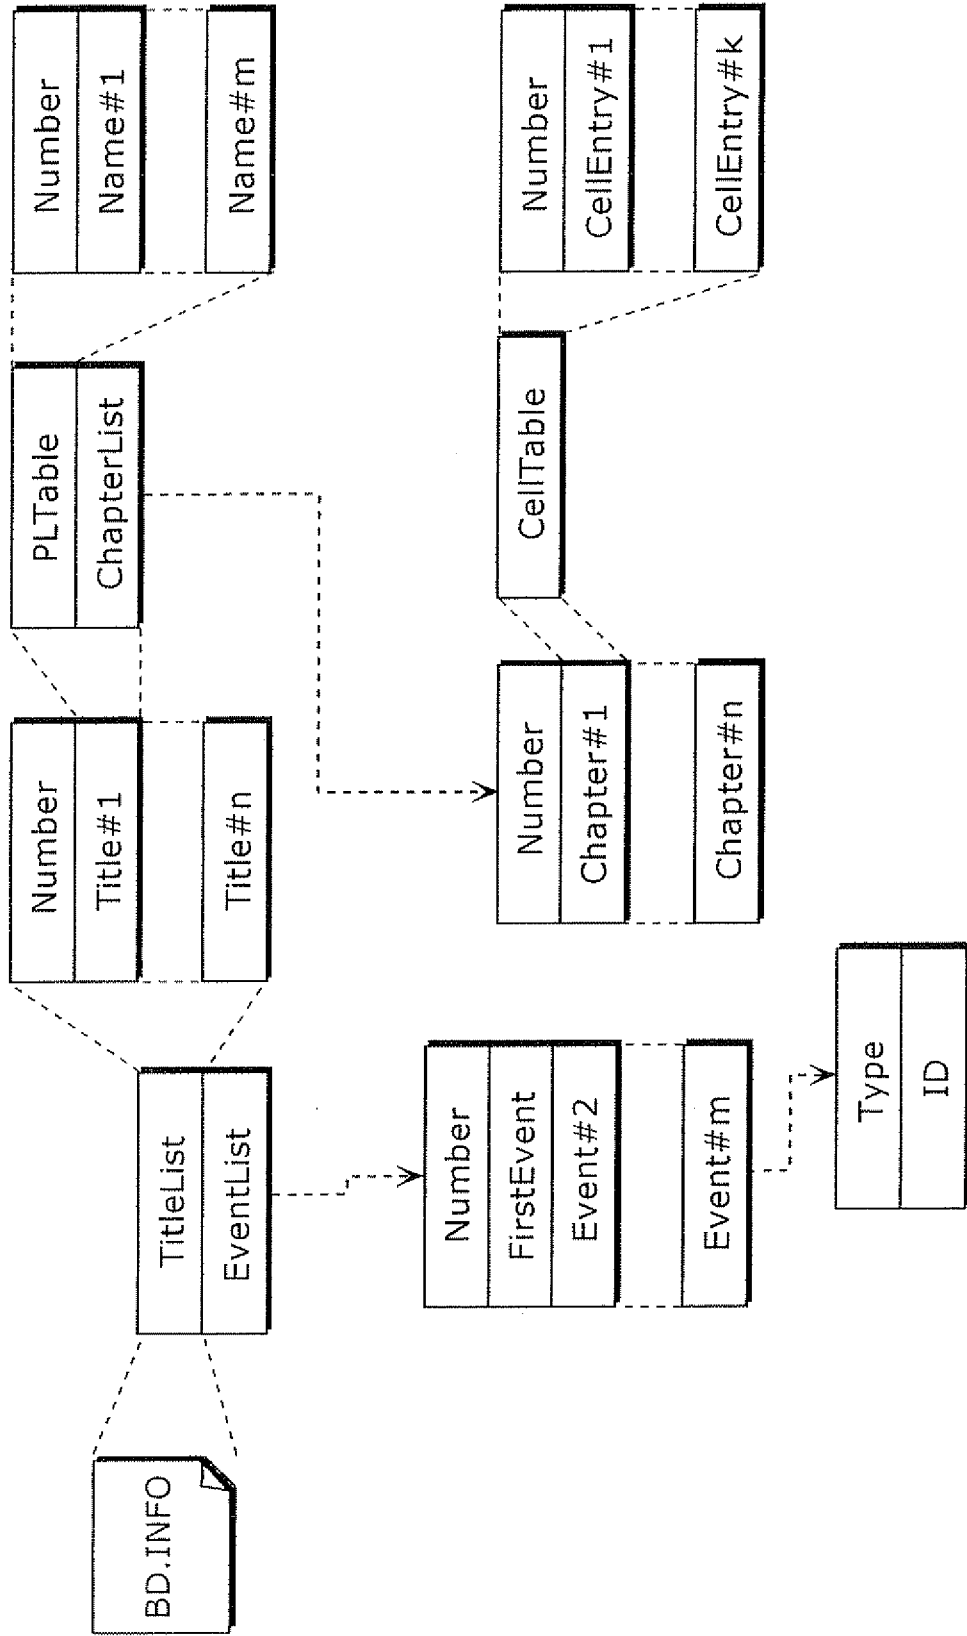 BD.INFO
TitleList
EventList
Number
Title#1
Title#n
PLTable
ChapterList
Number
Name#1
Name#m
Number
FirstEvent
Event#2
Event#m
Type
ID
Number
Chapter#1
Chapter#n
CellTable
Number
CellEntry#1
CellEntry#k